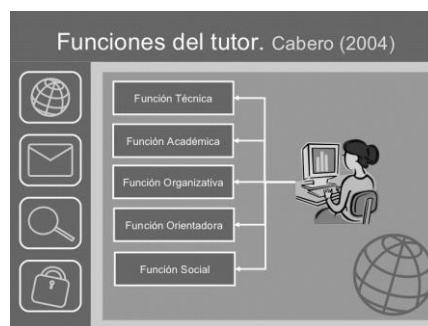 Funciones del tutor. Cabero (2004)
Función Técnica
Función Académica
Función Organizativa
Función Orientadora
Función Social